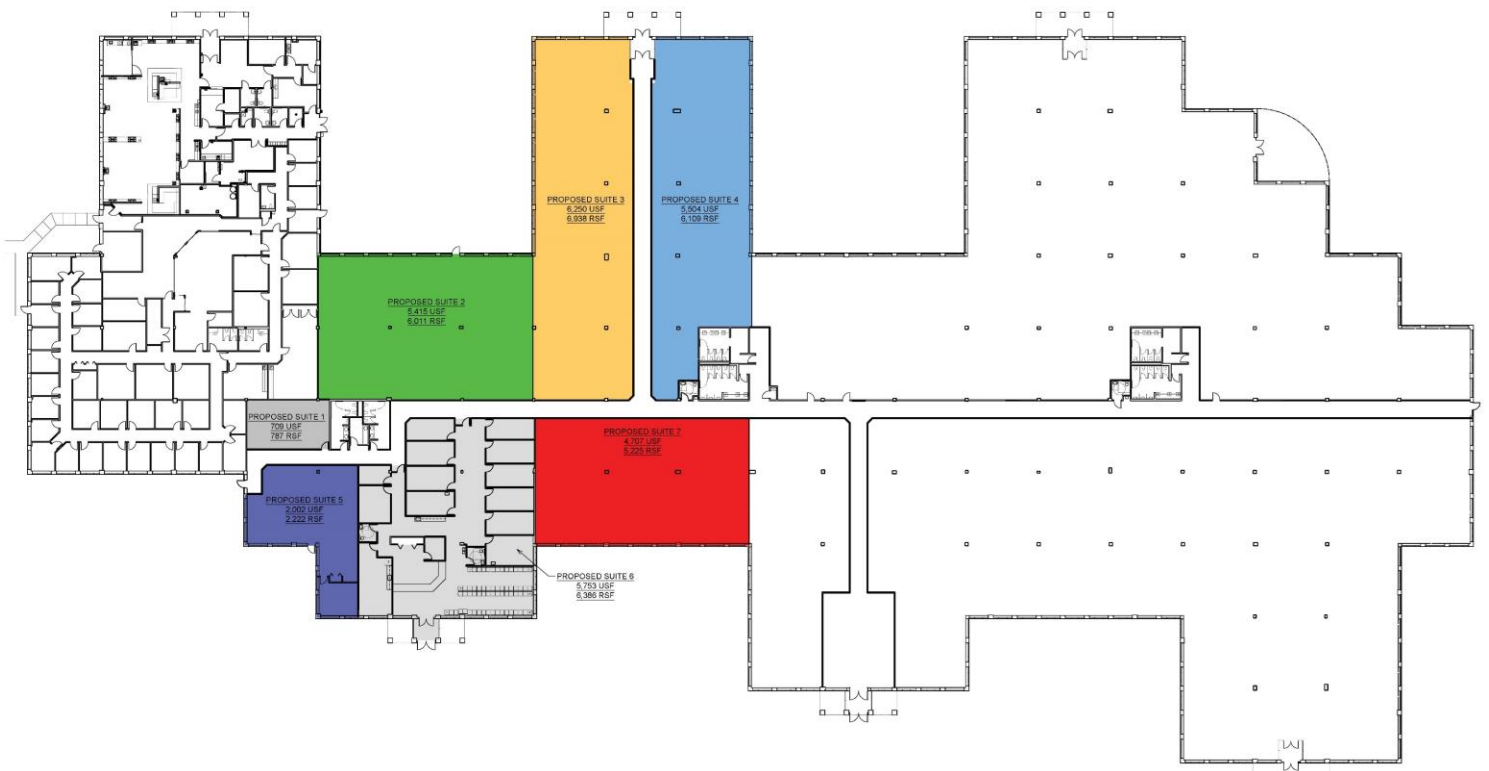 PROPOSED SUITE 3
6,250 USF
6,938 RSF
PROPOSED SUITE 4
5,504 USF
6,109 RSF
PROPOSED SUITE 2
5,415 USF
6,011 RSF
PROPOSED SUITE 1
709 USF
787 RSF
PROPOSED SUITE 7
4,707 USF
5,225 RSF
PROPOSED SUITE 5
2,002 USF
2,222 RSF
PROPOSED SUITE 6
5,753 USF
6,386 RSF